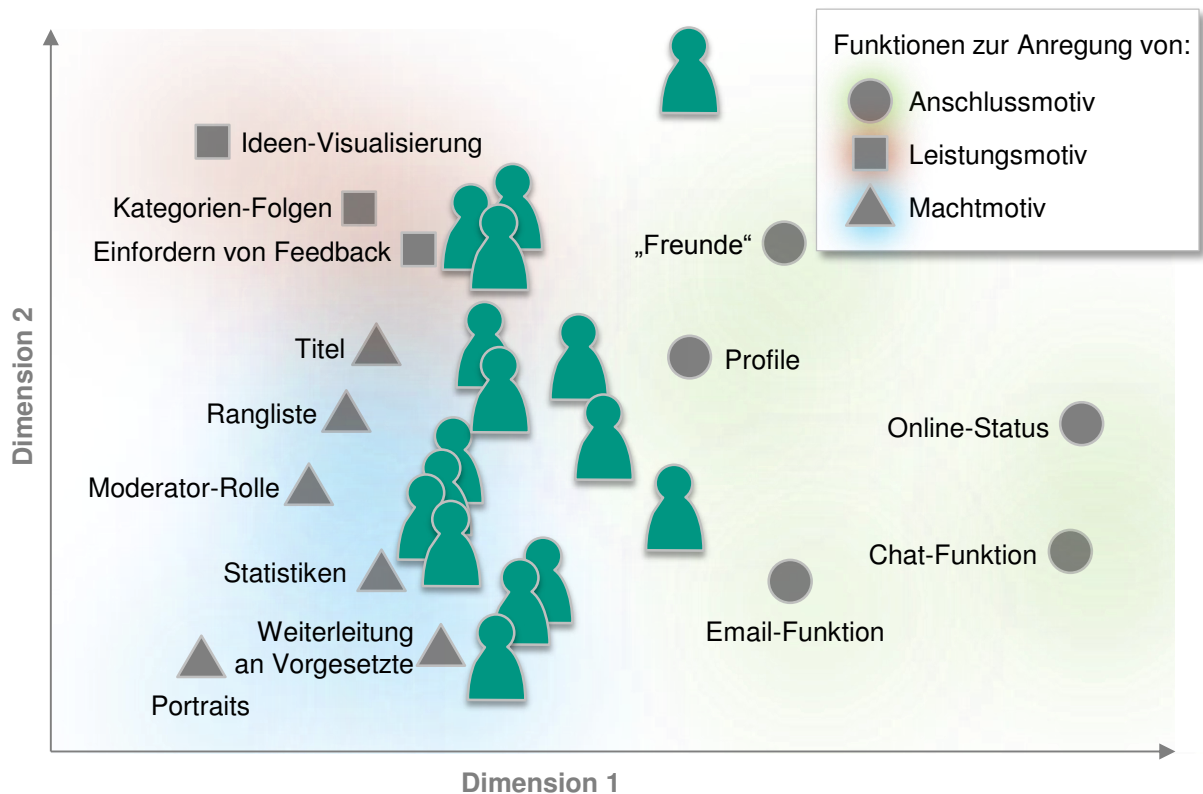 Funktionen zur Anregung von:
Anschlussmotiv
Leistungsmotiv
Machtmotiv
Ideen-Visualisierung
Kategorien-Folgen
Einfordern von Feedback
„Freunde“
Titel
Profile
Rangliste
Online-Status
Moderator-Rolle
Chat-Funktion
Statistiken
Email-Funktion
Weiterleitung
an Vorgesetzte
Portraits
Dimension 2
Dimension 1